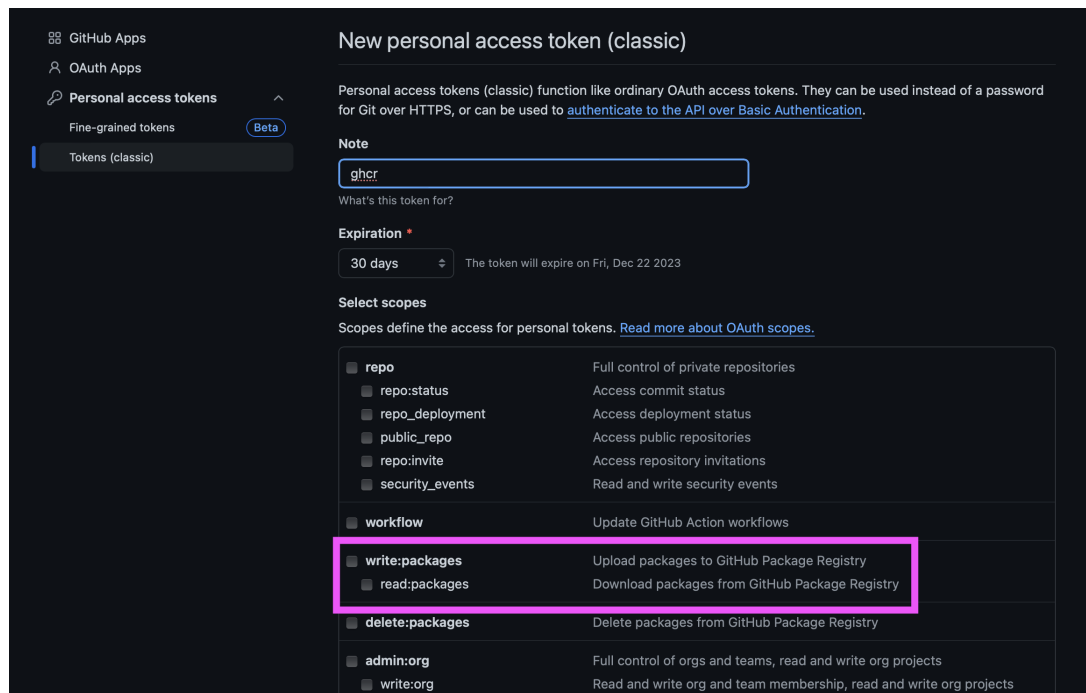 GitHub Apps
OAuth Apps
Personal access tokens
Fine-grained tokens Beta
Tokens (classic)
New personal access token (classic)
Personal access tokens (classic) function like ordinary OAuth access tokens. They can be used instead of a password
for Git over HTTPS, or can be used to authenticate to the API over Basic Authentication.
Note
ghcr
What's this token for?
Expiration *
30 days The token will expire on Fri, Dec 22 2023
Select scopes
Scopes define the access for personal tokens. Read more about OAuth scopes.
repo Full control of private repositories
repo:status Access commit status
repo_deployment Access deployment status
public_repo Access public repositories
repo:invite Access repository invitations
security_events Read and write security events
workflow Update GitHub Action workflows
write:packages Upload packages to GitHub Package Registry
read:packages Download packages from GitHub Package Registry
delete:packages Delete packages from GitHub Package Registry
admin:org Full control of orgs and teams, read and write org projects
write:org Read and write org and team membership, read and write org projects